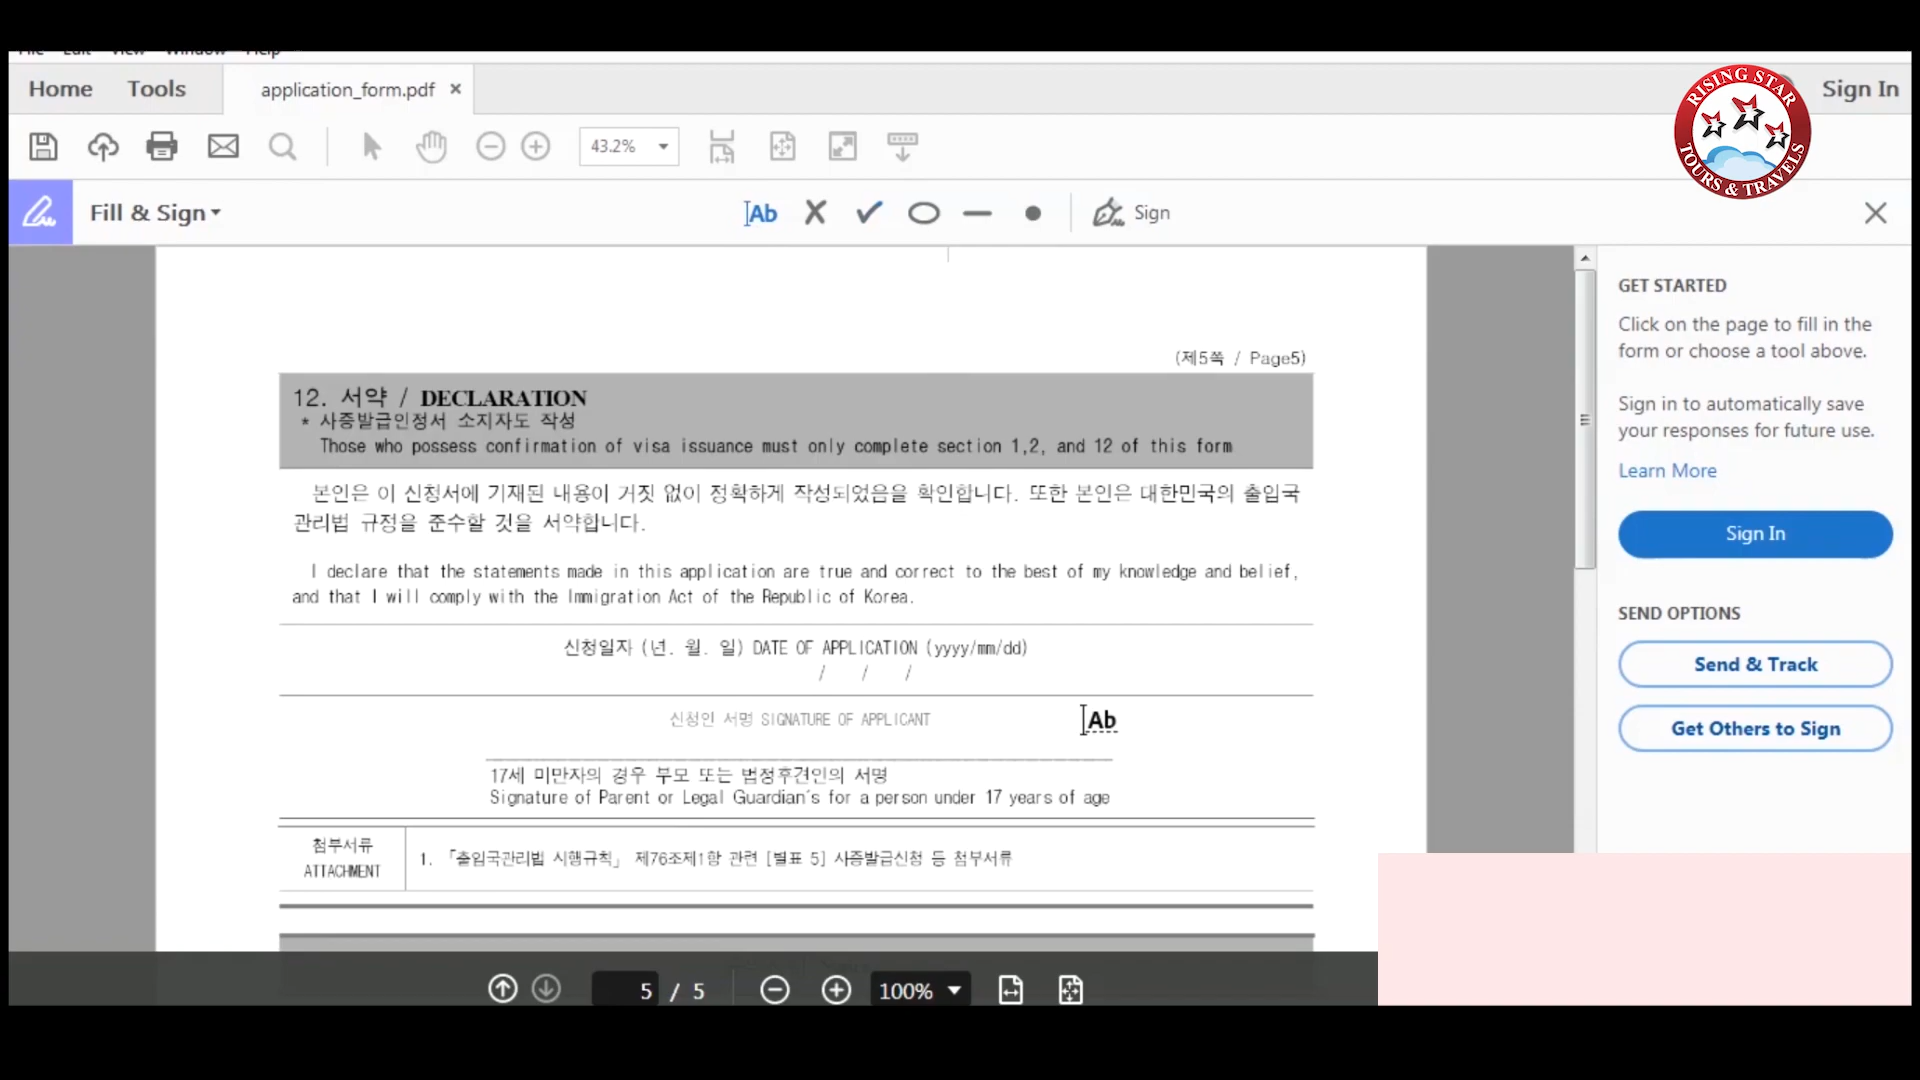 File Edit View Window Help
Home Tools application_form.pdf × Sign In
RISING STAR
TOURS & TRAVELS
43.2%
Fill & Sign
Ab
Sign
(제5쪽 / Page5)
12. 서약 / DECLARATION
* 사증발급인정서 소지자도 작성
Those who possess confirmation of visa issuance must only complete section 1,2, and 12 of this form
본인은 이 신청서에 기재된 내용이 거짓 없이 정확하게 작성되었음을 확인합니다. 또한 본인은 대한민국의 출입국
관리법 규정을 준수할 것을 서약합니다.
I declare that the statements made in this application are true and correct to the best of my knowledge and belief,
and that I will comply with the Immigration Act of the Republic of Korea.
신청일자 (년. 월. 일) DATE OF APPLICATION (yyyy/mm/dd)
/ / /
신청인 서명 SIGNATURE OF APPLICANT
Ab
17세 미만자의 경우 부모 또는 법정후견인의 서명
Signature of Parent or Legal Guardian's for a person under 17 years of age
첨부서류
ATTACHMENT
1. 「출입국관리법 시행규칙」 제76조제1항 관련 [별표 5] 사증발급신청 등 첨부서류
5 / 5
100%
GET STARTED
Click on the page to fill in the
form or choose a tool above.
Sign in to automatically save
your responses for future use.
Learn More
Sign In
SEND OPTIONS
Send & Track
Get Others to Sign